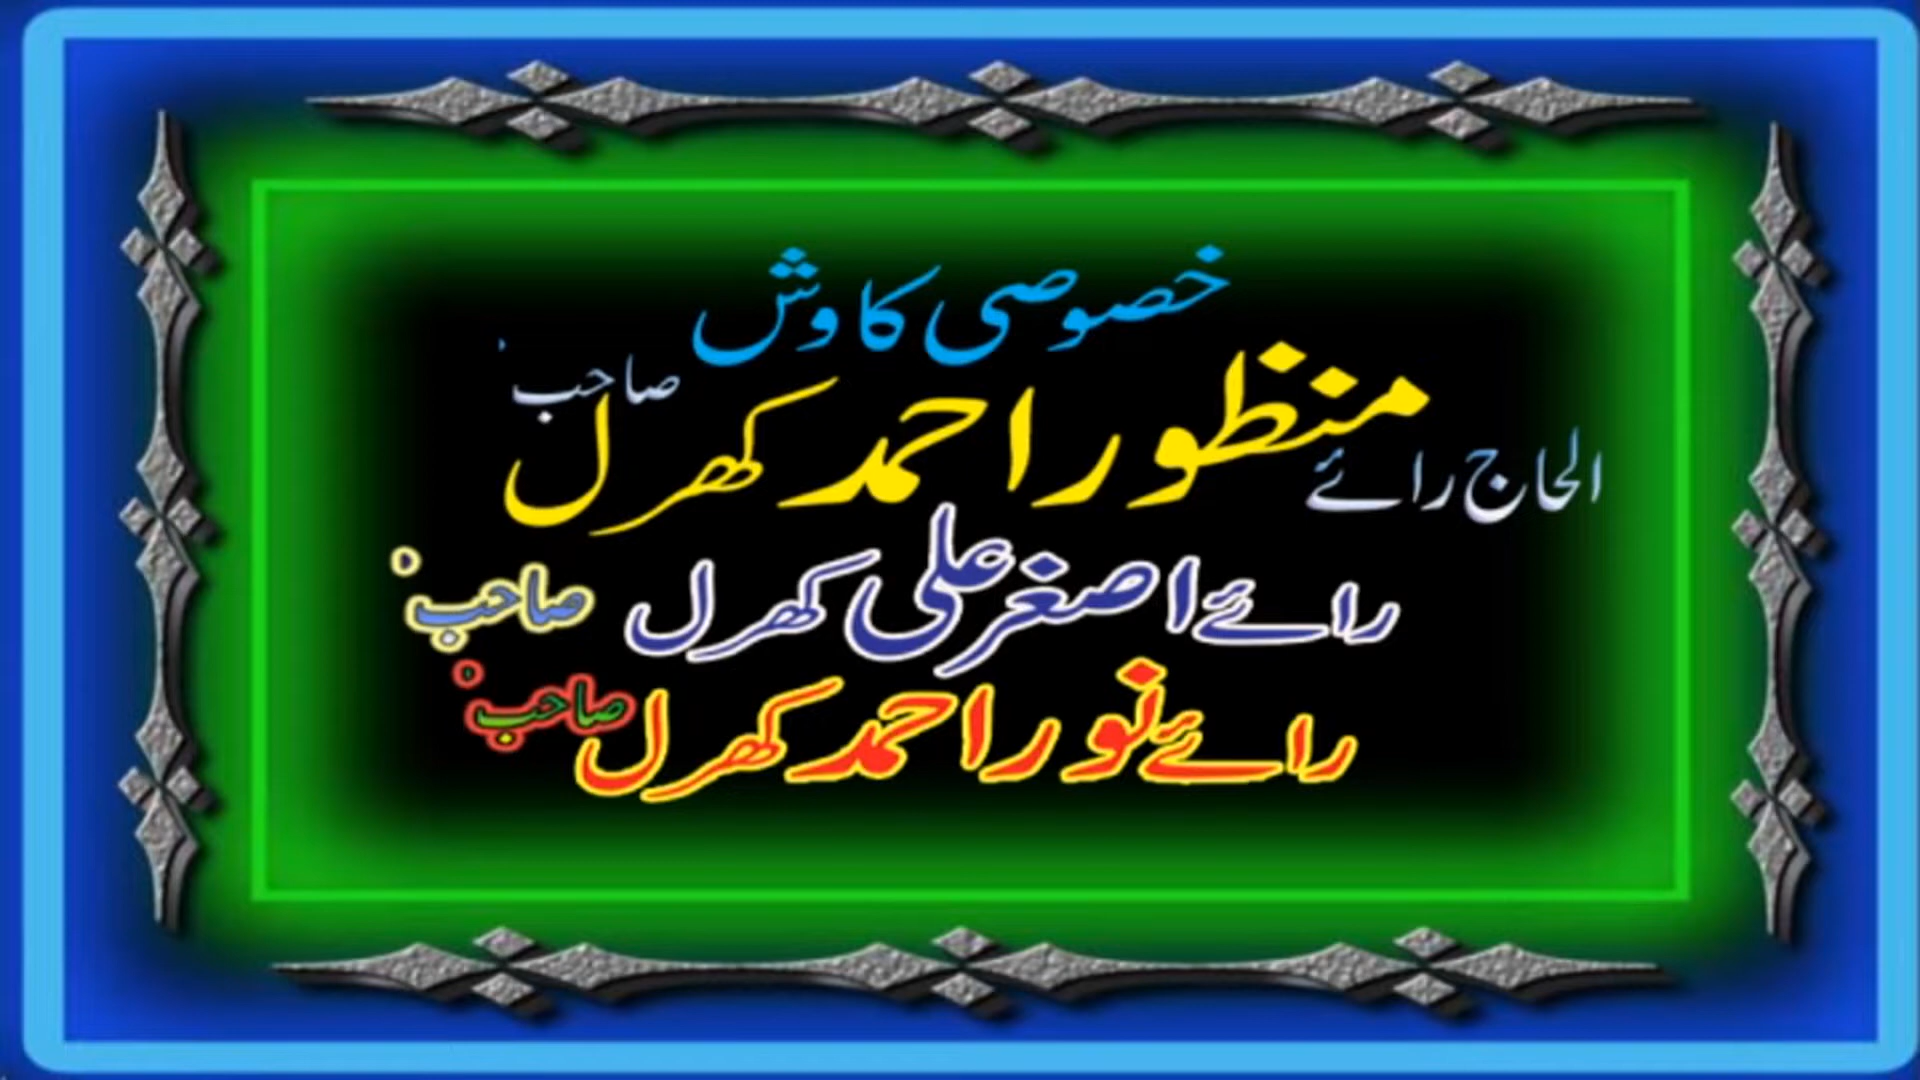 خصوصی کاوش
الحاج رائے منظور احمد کھرل صاحب
رائے اصغر علی کھرل صاحب
رائے نور احمد کھرل صاحب